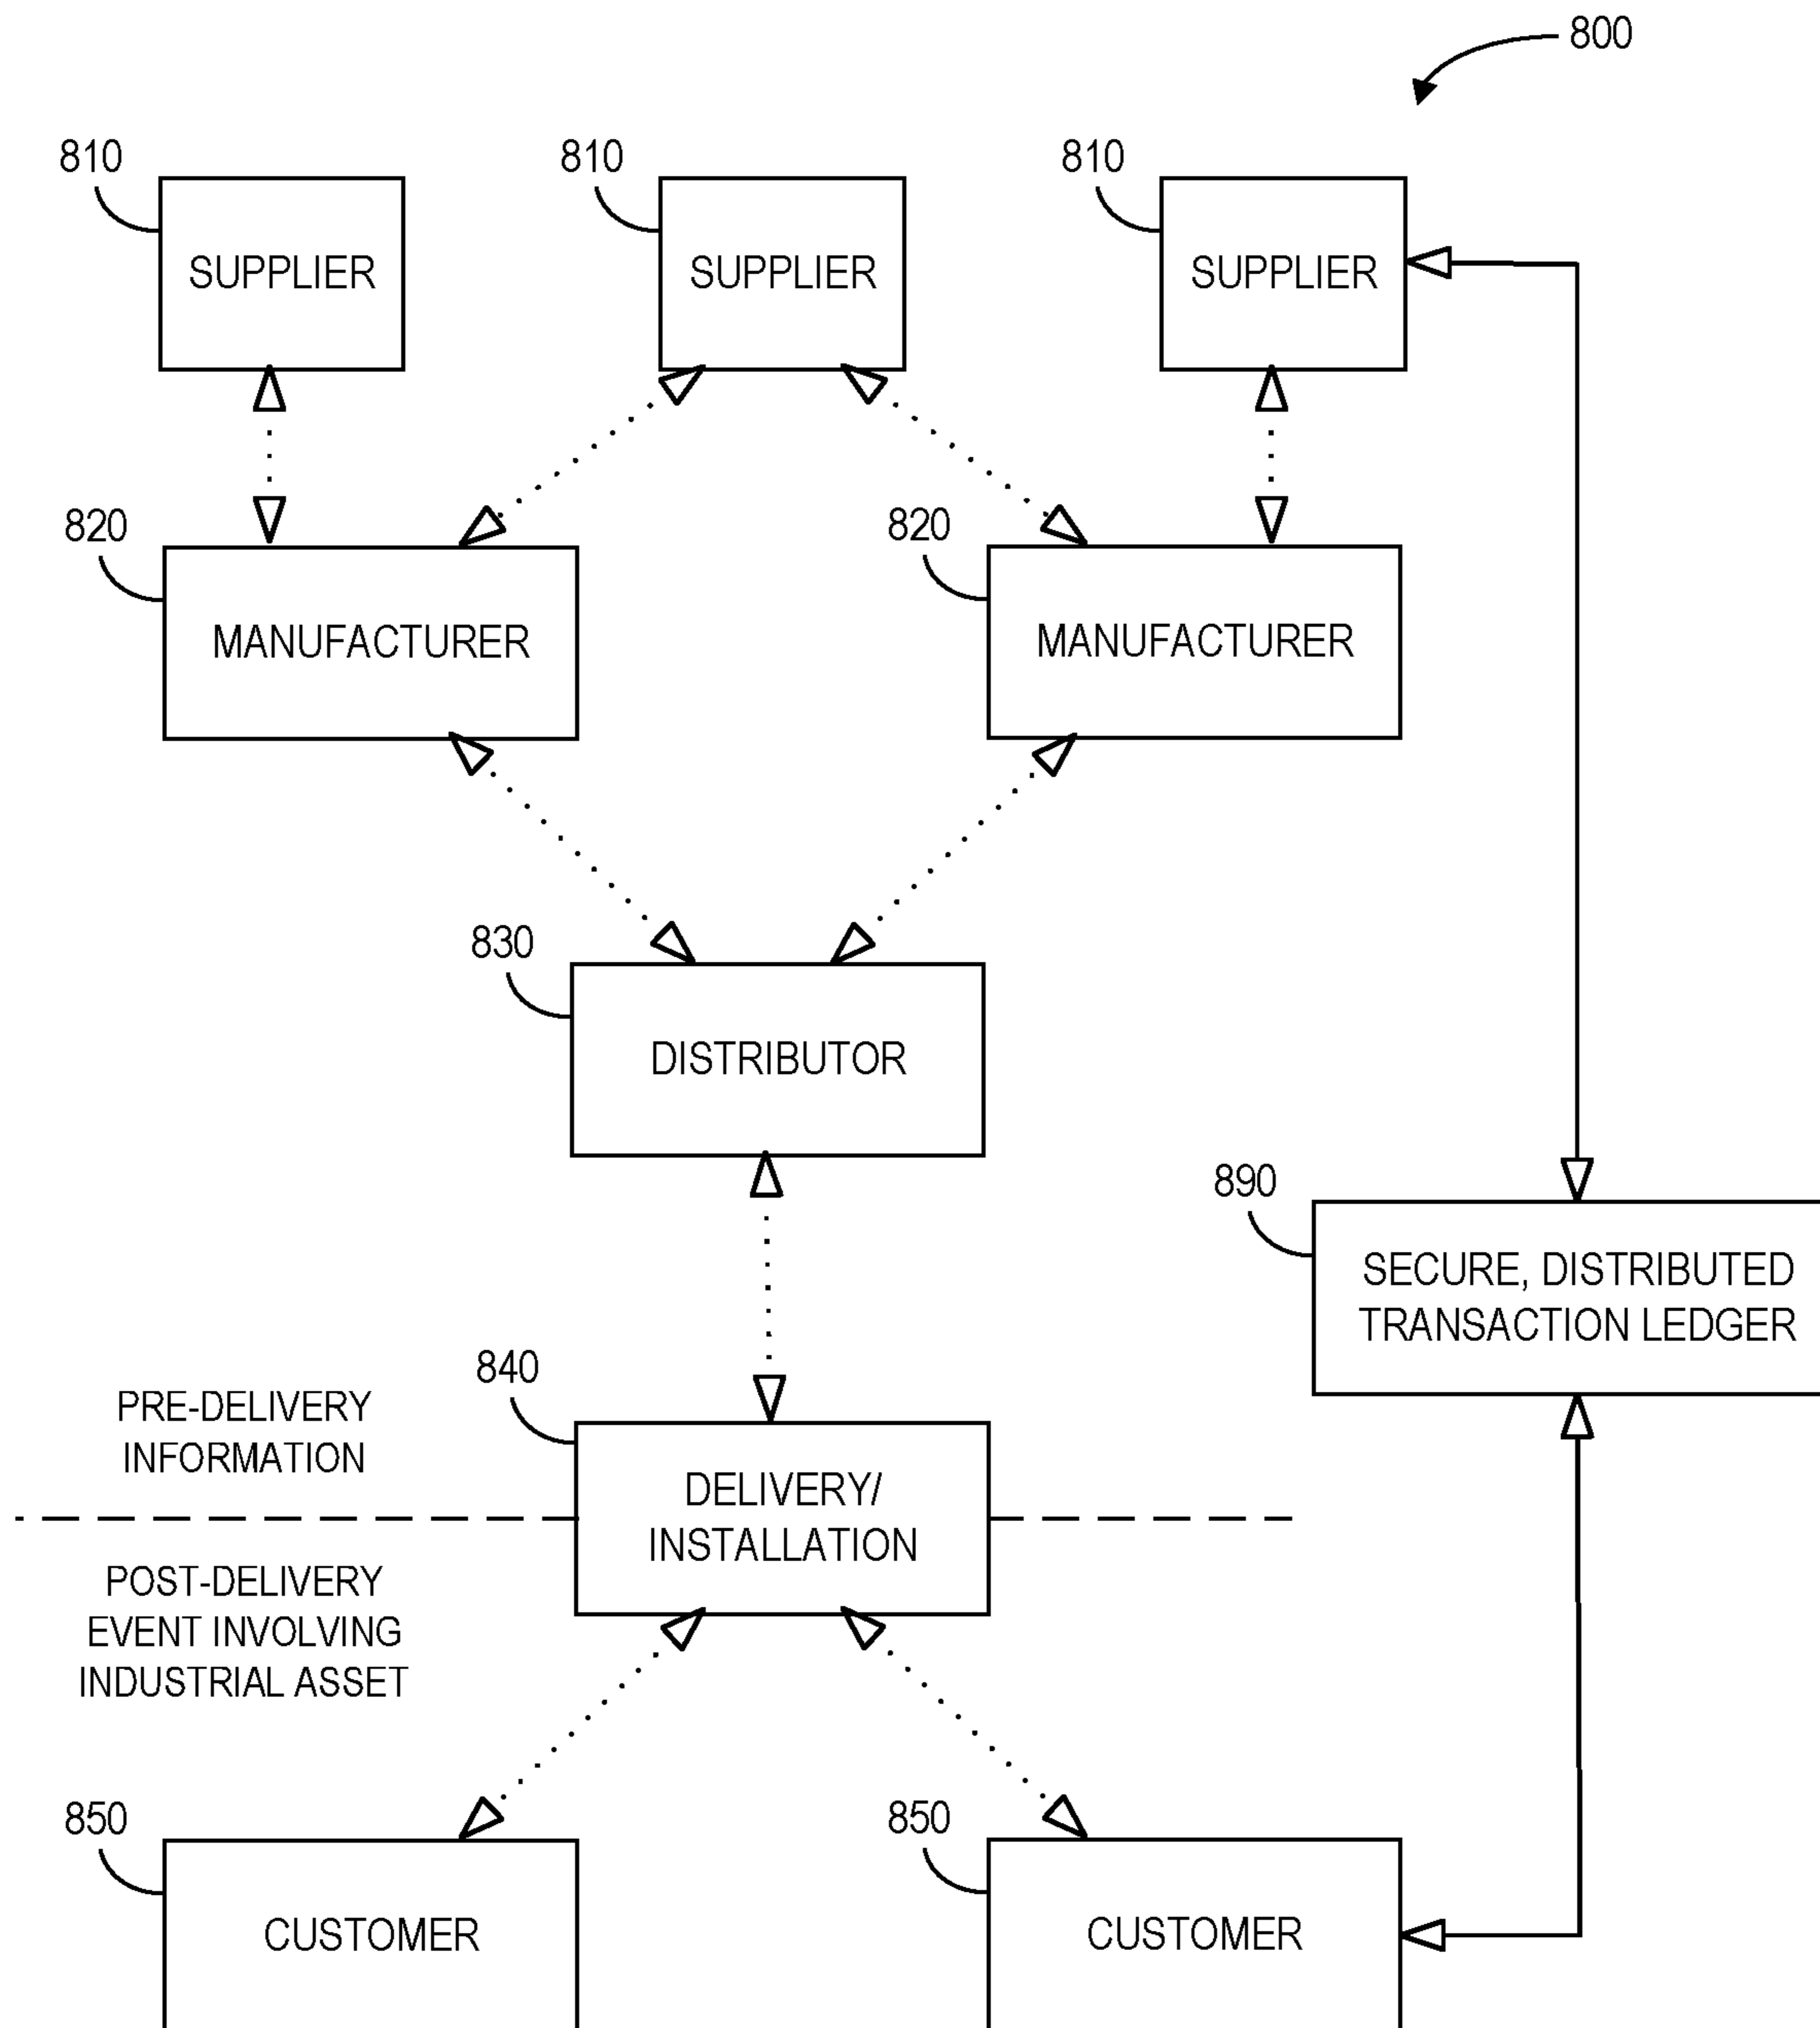 800
810
810
810
SUPPLIER
SUPPLIER
SUPPLIER
820
820
MANUFACTURER
MANUFACTURER
830
DISTRIBUTOR
890
SECURE, DISTRIBUTED
TRANSACTION LEDGER
840
PRE-DELIVERY
INFORMATION
DELIVERY/
INSTALLATION
POST-DELIVERY
EVENT INVOLVING
INDUSTRIAL ASSET
850
850
CUSTOMER
CUSTOMER